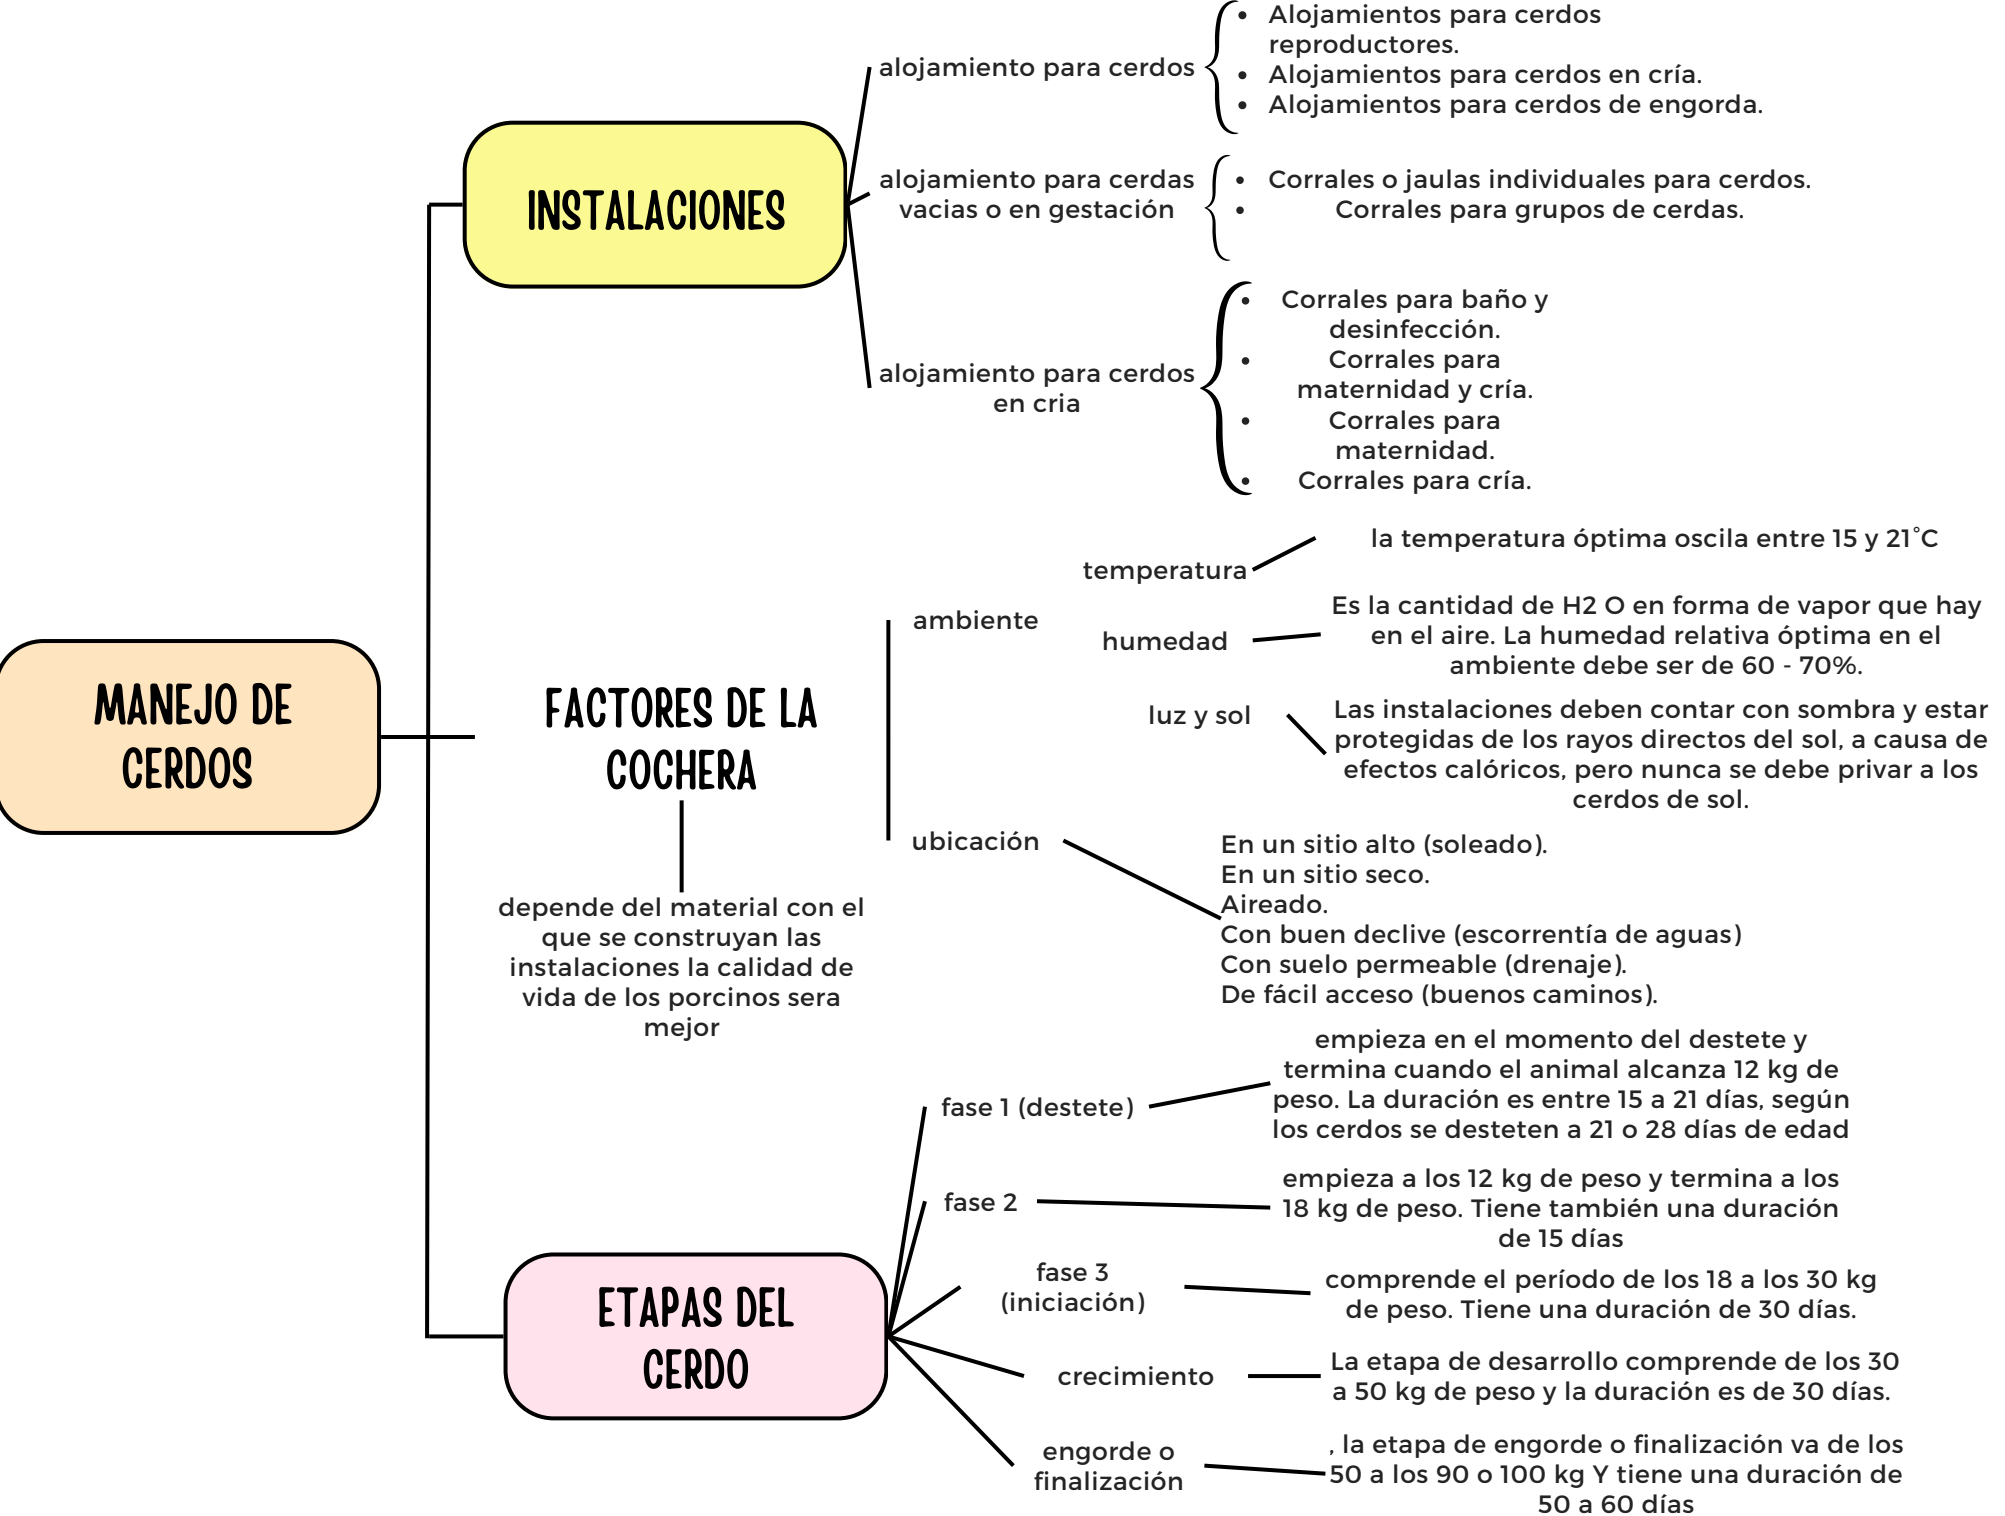 MANEJO DE
CERDOS
INSTALACIONES
alojamiento para cerdos
• Alojamientos para cerdos
reproductores.
• Alojamientos para cerdos en cría.
• Alojamientos para cerdos de engorda.
alojamiento para cerdas
vacias o en gestación
• Corrales o jaulas individuales para cerdos.
• Corrales para grupos de cerdas.
alojamiento para cerdos
en cria
• Corrales para baño y
desinfección.
• Corrales para
maternidad y cría.
• Corrales para
maternidad.
• Corrales para cría.
FACTORES DE LA
COCHERA
depende del material con el
que se construyan las
instalaciones la calidad de
vida de los porcinos sera
mejor
ambiente
temperatura
la temperatura óptima oscila entre 15 y 21°C
humedad
Es la cantidad de H2 O en forma de vapor que hay
en el aire. La humedad relativa óptima en el
ambiente debe ser de 60 - 70%.
luz y sol
Las instalaciones deben contar con sombra y estar
protegidas de los rayos directos del sol, a causa de
efectos calóricos, pero nunca se debe privar a los
cerdos de sol.
ubicación
En un sitio alto (soleado).
En un sitio seco.
Aireado.
Con buen declive (escorrentía de aguas)
Con suelo permeable (drenaje).
De fácil acceso (buenos caminos).
ETAPAS DEL
CERDO
fase 1 (destete)
empieza en el momento del destete y
termina cuando el animal alcanza 12 kg de
peso. La duración es entre 15 a 21 días, según
los cerdos se desteten a 21 o 28 días de edad
fase 2
empieza a los 12 kg de peso y termina a los
18 kg de peso. Tiene también una duración
de 15 días
fase 3
(iniciación)
comprende el período de los 18 a los 30 kg
de peso. Tiene una duración de 30 días.
crecimiento
La etapa de desarrollo comprende de los 30
a 50 kg de peso y la duración es de 30 días.
engorde o
finalización
, la etapa de engorde o finalización va de los
50 a los 90 o 100 kg Y tiene una duración de
50 a 60 días